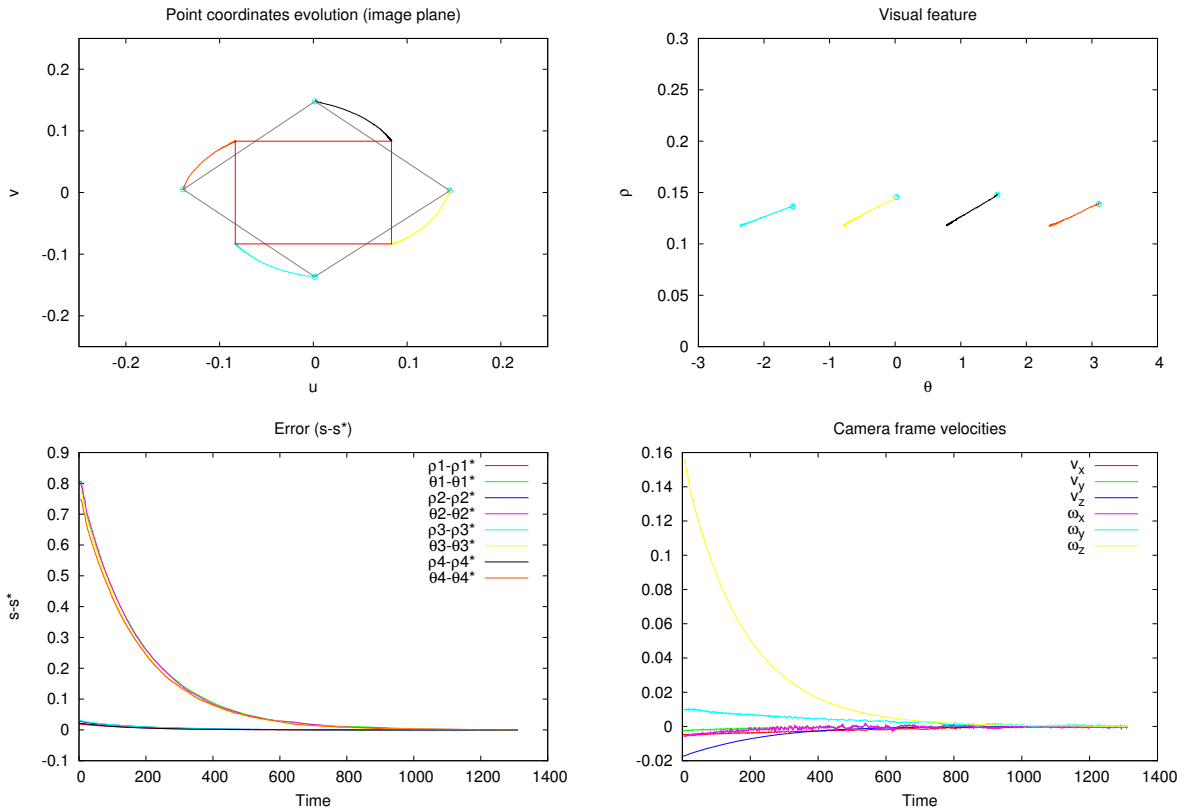 Point coordinates evolution (image plane)
v
0.2
0.1
0
-0.1
-0.2
-0.2
-0.1
0
0.1
0.2
u
Visual feature
ρ
0.3
0.25
0.2
0.15
0.1
0.05
0
-3
-2
-1
0
1
2
3
4
θ
Error (s-s*)
s-s*
0.9
0.8
0.7
0.6
0.5
0.4
0.3
0.2
0.1
0
-0.1
0
200
400
600
800
1000
1200
1400
Time
ρ1-ρ1*
θ1-θ1*
ρ2-ρ2*
θ2-θ2*
ρ3-ρ3*
θ3-θ3*
ρ4-ρ4*
θ4-θ4*
Camera frame velocities
0.16
0.14
0.12
0.1
0.08
0.06
0.04
0.02
0
-0.02
0
200
400
600
800
1000
1200
1400
Time
v_x
v_y
v_z
ω_x
ω_y
ω_z